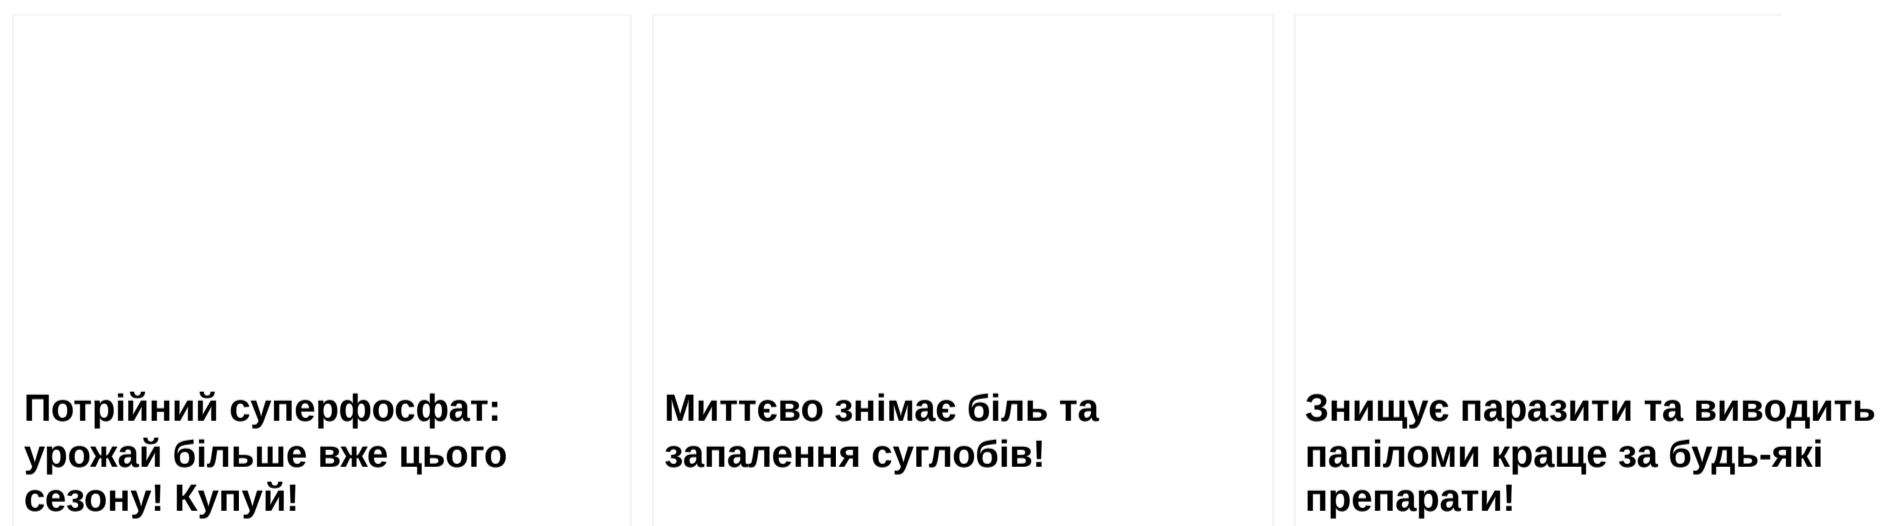 Потрійний суперфосфат:
урожай більше вже цього
сезону! Купуй!
Миттєво знімає біль та
запалення суглобів!
Знищує паразити та виводить
папіломи краще за будь-які
препарати!